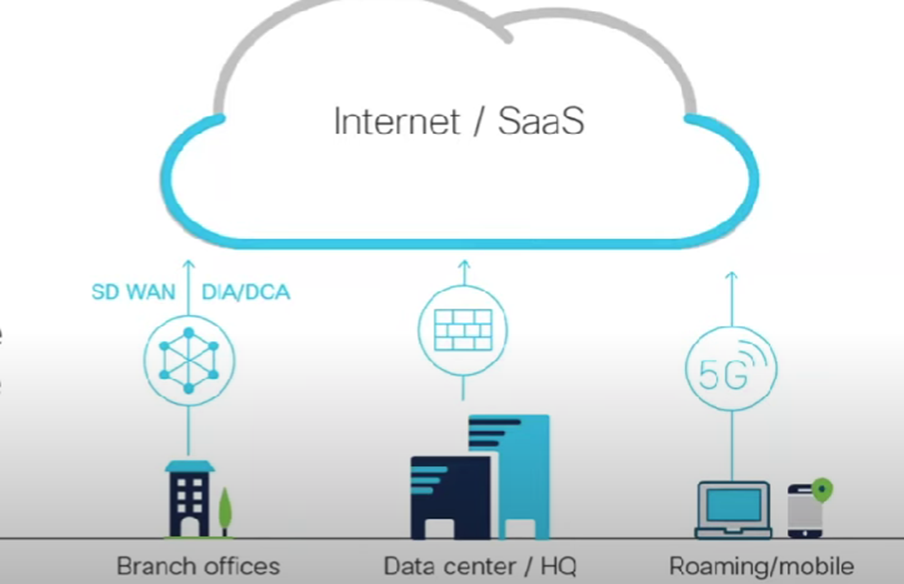 Internet / SaaS
SD WAN DIA/DCA
5G
Branch offices
Data center / HQ
Roaming/mobile